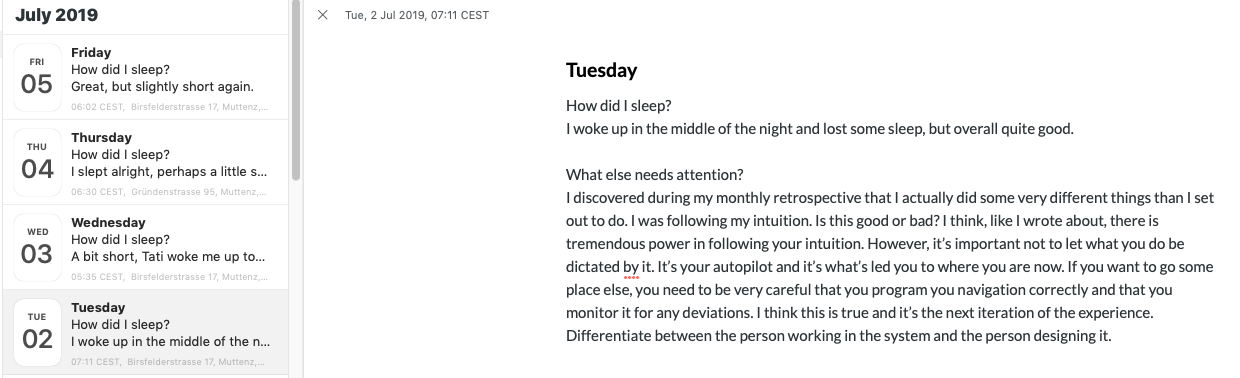 July 2019
FRI
05
Friday
How did I sleep?
Great, but slightly short again.
06:02 CEST, Birsfelderstrasse 17, Muttenz,...
THU
04
Thursday
How did I sleep?
I slept alright, perhaps a little s...
06:30 CEST, Gründenstrasse 95, Muttenz,...
WED
03
Wednesday
How did I sleep?
A bit short, Tati woke me up to...
05:35 CEST, Birsfelderstrasse 17, Muttenz,...
TUE
02
Tuesday
How did I sleep?
I woke up in the middle of the n...
07:11 CEST, Birsfelderstrasse 17, Muttenz,...
Tue, 2 Jul 2019, 07:11 CEST
Tuesday
How did I sleep?
I woke up in the middle of the night and lost some sleep, but overall quite good.
What else needs attention?
I discovered during my monthly retrospective that I actually did some very different things than I set
out to do. I was following my intuition. Is this good or bad? I think, like I wrote about, there is
tremendous power in following your intuition. However, it's important not to let what you do be
dictated by it. It's your autopilot and it's what's led you to where you are now. If you want to go some
place else, you need to be very careful that you program you navigation correctly and that you
monitor it for any deviations. I think this is true and it's the next iteration of the experience.
Differentiate between the person working in the system and the person designing it.